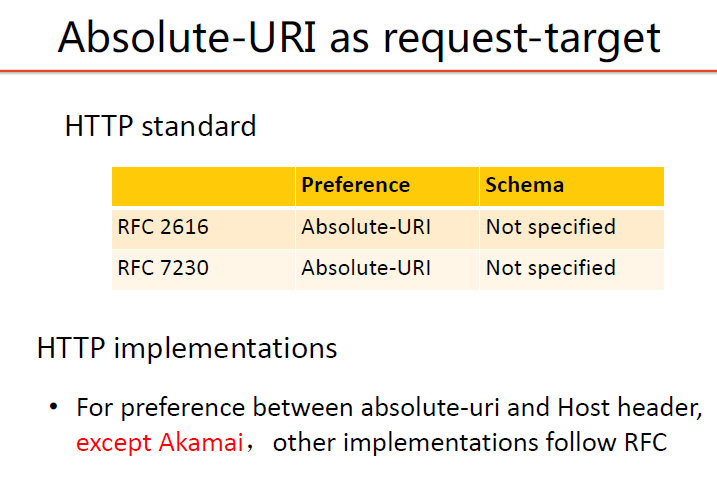 Absolute-URI as request-target
HTTP standard
Preference Schema
RFC 2616 Absolute-URI Not specified
RFC 7230 Absolute-URI Not specified
HTTP implementations
• For preference between absolute-uri and Host header,
except Akamai， other implementations follow RFC